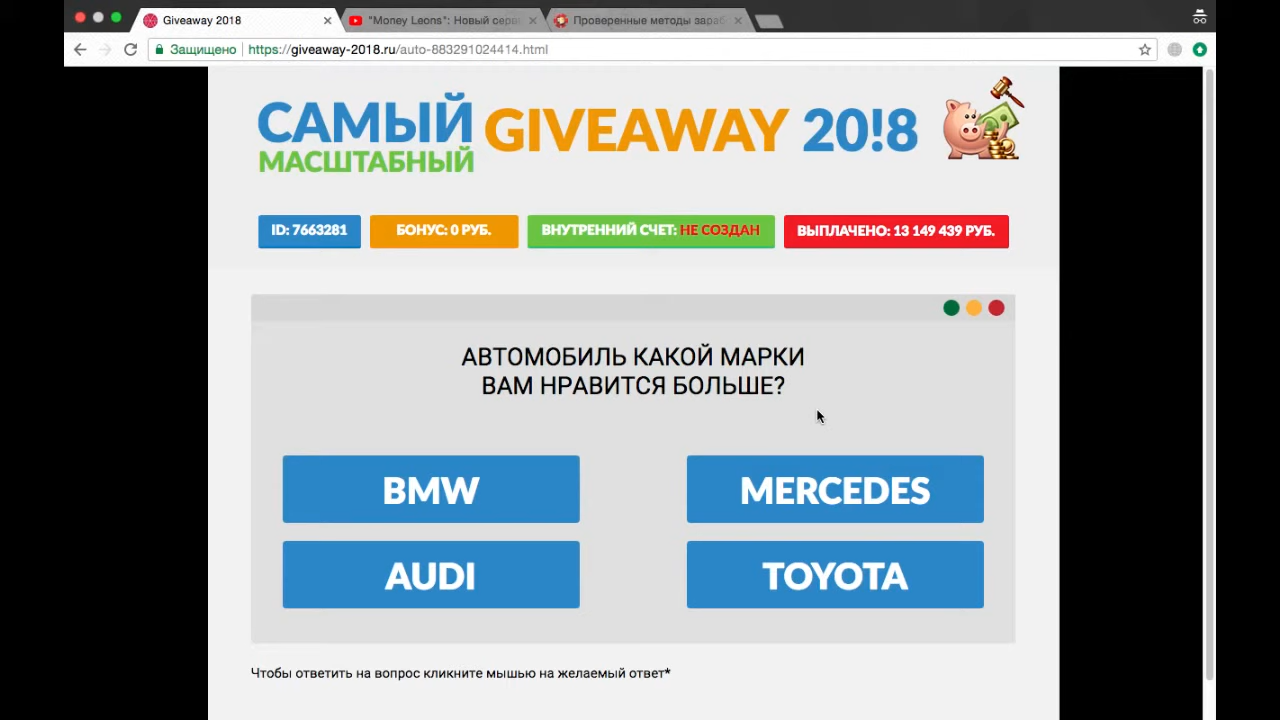 Giveaway 2018
"Money Leons": Новый серв
Проверенные методы зараб
Защищено https://giveaway-2018.ru/auto-883291024414.html
САМЫЙ
МАСШТАБНЫЙ
GIVEAWAY 20!8
ID: 7663281
БОНУС: 0 РУБ.
ВНУТРЕННИЙ СЧЕТ: НЕ СОЗДАН
ВЫПЛАЧЕНО: 13 149 439 РУБ.
АВТОМОБИЛЬ КАКОЙ МАРКИ
ВАМ НРАВИТСЯ БОЛЬШЕ?
BMW
MERCEDES
AUDI
TOYOTA
Чтобы ответить на вопрос кликните мышью на желаемый ответ*